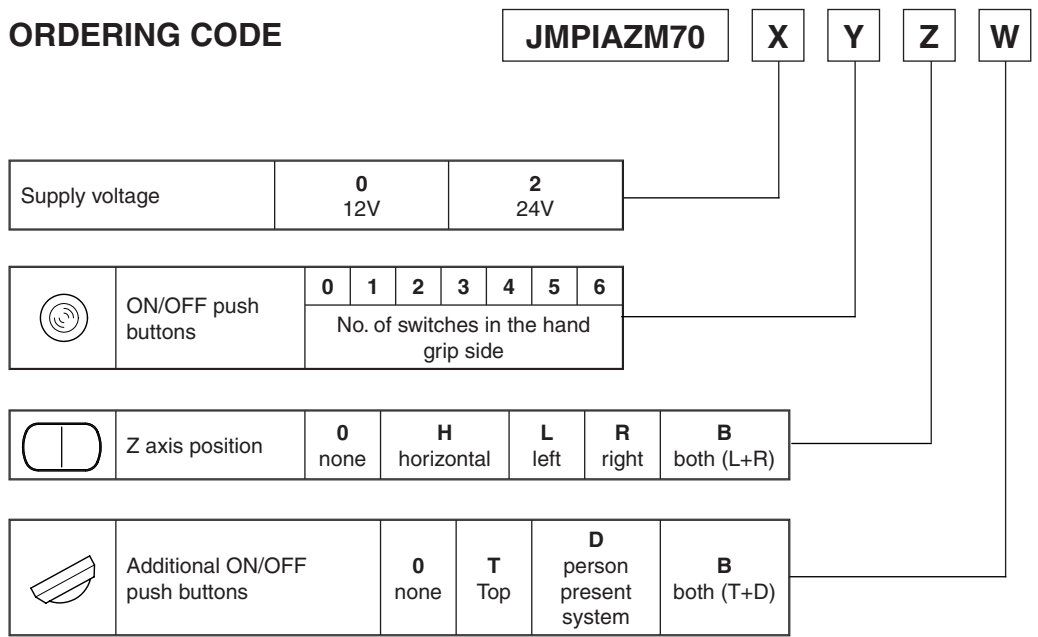 ORDERING CODE
JMPIAZM70 X Y Z W
Supply voltage
0
12V
2
24V
ON/OFF push
buttons
0 1 2 3 4 5 6
No. of switches in the hand
grip side
Z axis position
0
none
H
horizontal
L
left
R
right
B
both (L+R)
Additional ON/OFF
push buttons
0
none
T
Top
D
person
present
system
B
both (T+D)